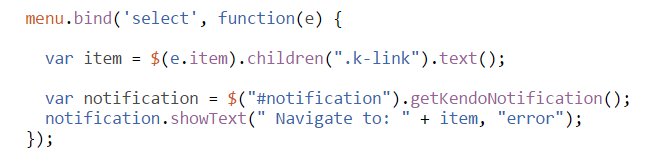 menu.bind('select', function(e) {
var item = $(e.item).children(".k-link").text();
var notification = $("#notification").getKendoNotification();
notification.showText(" Navigate to: " + item, "error");
});